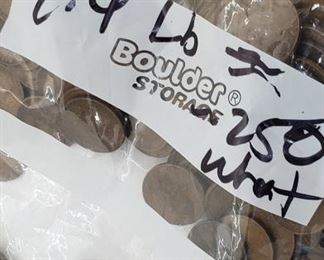 Lb
Boulder®
STORAGE
250
wheat